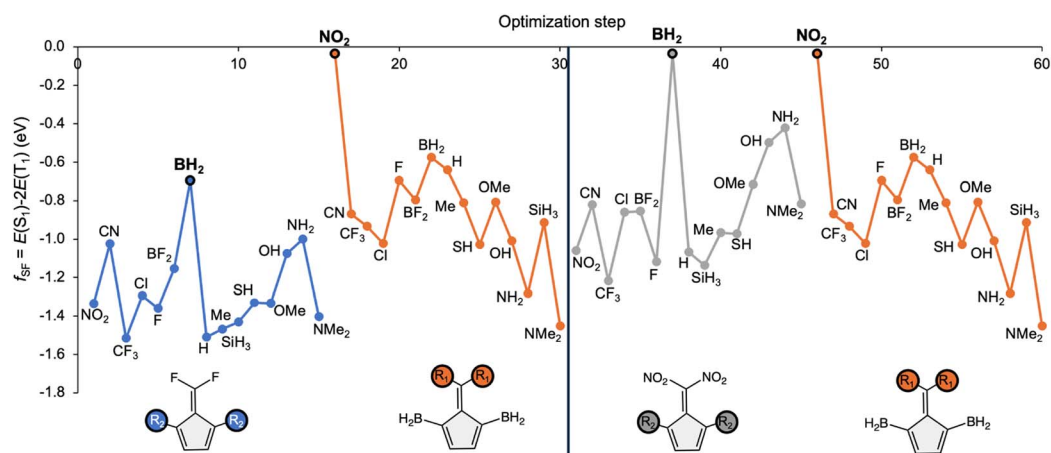 Optimization step
f_SF = E(S₁)-2E(T₁) (eV)
0.0
-0.2
-0.4
-0.6
-0.8
-1.0
-1.2
-1.4
-1.6
-1.8
0
10
20
30
40
50
60
NO₂
CN
CF₃
Cl
F
BF₂
BH₂
H
Me
SiH₃
SH
OMe
OH
NH₂
NMe₂
NO₂
CN
CF₃
Cl
F
BF₂
BH₂
H
Me
SH
OMe
OH
NH₂
SiH₃
NMe₂
NO₂
CN
CF₃
Cl
BF₂
F
BH₂
H
SiH₃
Me
SH
OMe
OH
NH₂
NMe₂
NO₂
CN
CF₃
Cl
F
BF₂
BH₂
H
Me
SH
OMe
OH
NH₂
SiH₃
NMe₂
F F
R₂ R₂
R₁ R₁
H₂B BH₂
NO₂ NO₂
R₂ R₂
R₁ R₁
H₂B BH₂